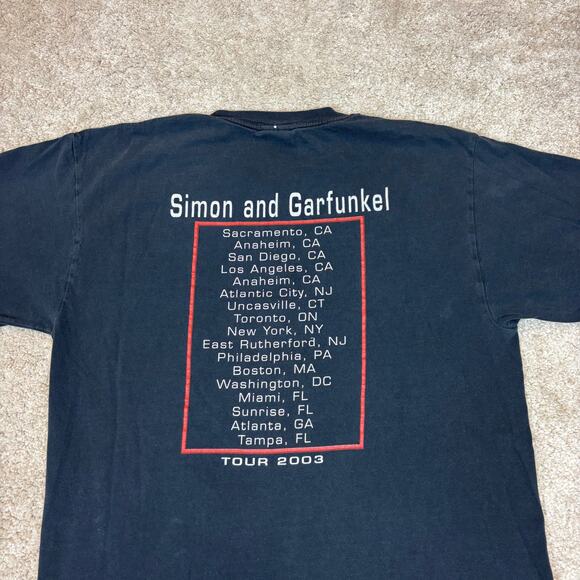 Simon and Garfunkel
Sacramento, CA
Anaheim, CA
San Diego, CA
Los Angeles, CA
Anaheim, CA
Atlantic City, NJ
Uncasville, CT
Toronto, ON
New York, NY
East Rutherford, NJ
Philadelphia, PA
Boston, MA
Washington, DC
Miami, FL
Sunrise, FL
Atlanta, GA
Tampa, FL
TOUR 2003